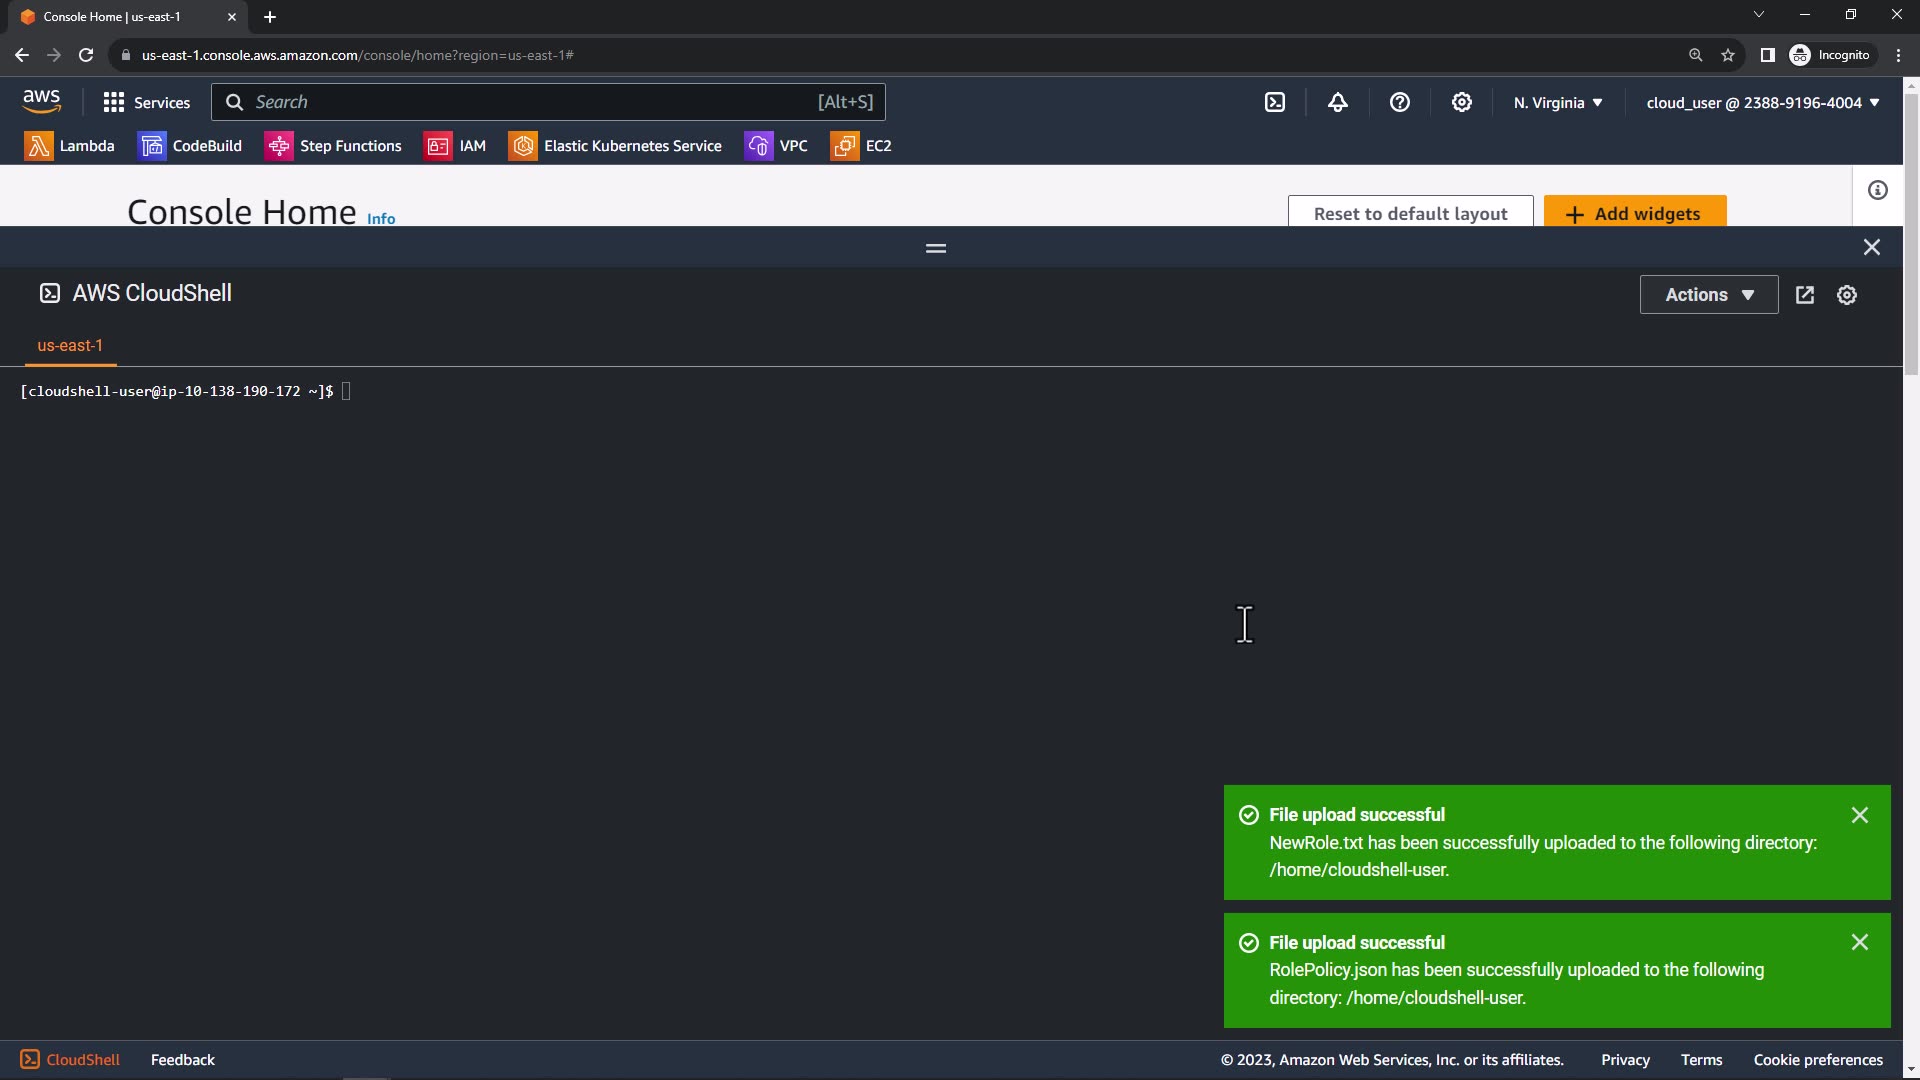 Console Home | us-east-1
us-east-1.console.aws.amazon.com/console/home?region=us-east-1#
Incognito
aws
Services
Search
[Alt+S]
N. Virginia
cloud_user @ 2388-9196-4004
Lambda
CodeBuild
Step Functions
IAM
Elastic Kubernetes Service
VPC
EC2
Console Home Info
Reset to default layout
Add widgets
AWS CloudShell
Actions
us-east-1
[cloudshell-user@ip-10-138-190-172 ~]$
File upload successful
NewRole.txt has been successfully uploaded to the following directory:
/home/cloudshell-user.
File upload successful
RolePolicy.json has been successfully uploaded to the following
directory: /home/cloudshell-user.
CloudShell
Feedback
© 2023, Amazon Web Services, Inc. or its affiliates.
Privacy
Terms
Cookie preferences